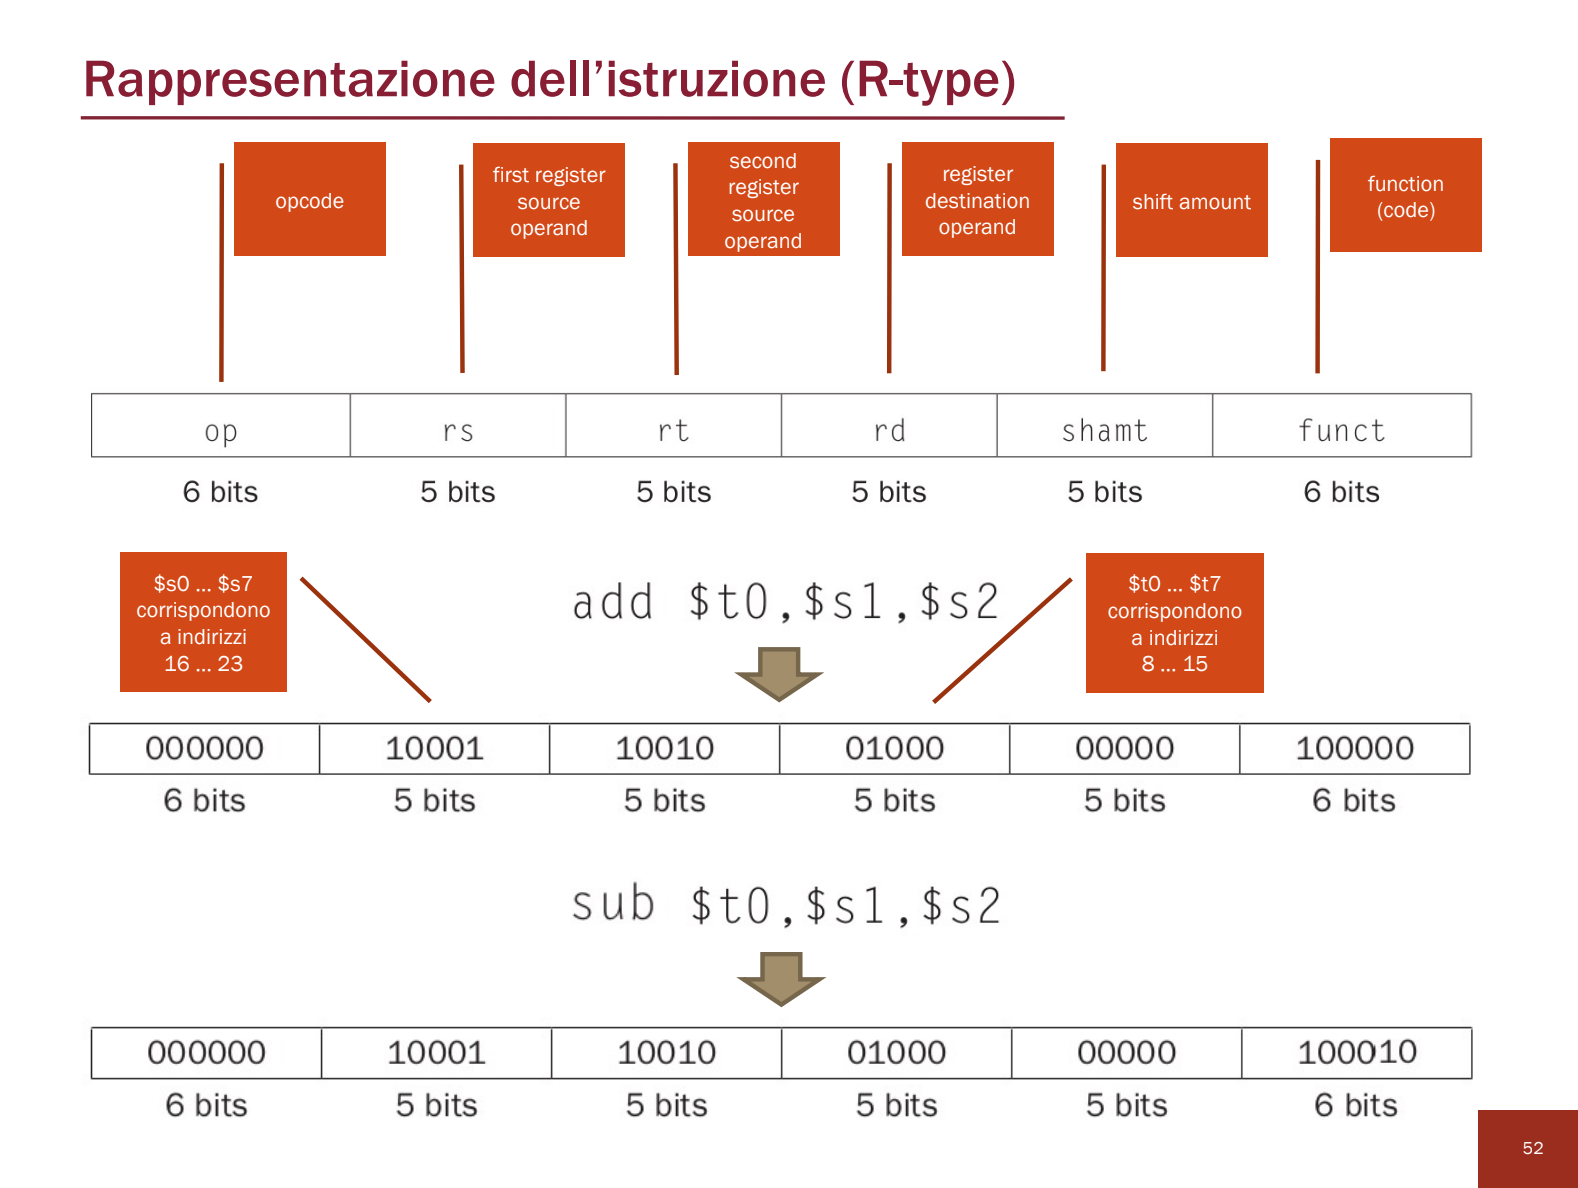 Rappresentazione dell’istruzione (R-type)
opcode
first register
source
operand
second
register
source
operand
register
destination
operand
shift amount
function
(code)
op rs rt rd shamt funct
6 bits 5 bits 5 bits 5 bits 5 bits 6 bits
$s0 ... $s7
corrispondono
a indirizzi
16 ... 23
add $t0,$s1,$s2
$t0 ... $t7
corrispondono
a indirizzi
8 ... 15
000000 10001 10010 01000 00000 100000
6 bits 5 bits 5 bits 5 bits 5 bits 6 bits
sub $t0,$s1,$s2
000000 10001 10010 01000 00000 100010
6 bits 5 bits 5 bits 5 bits 5 bits 6 bits
52